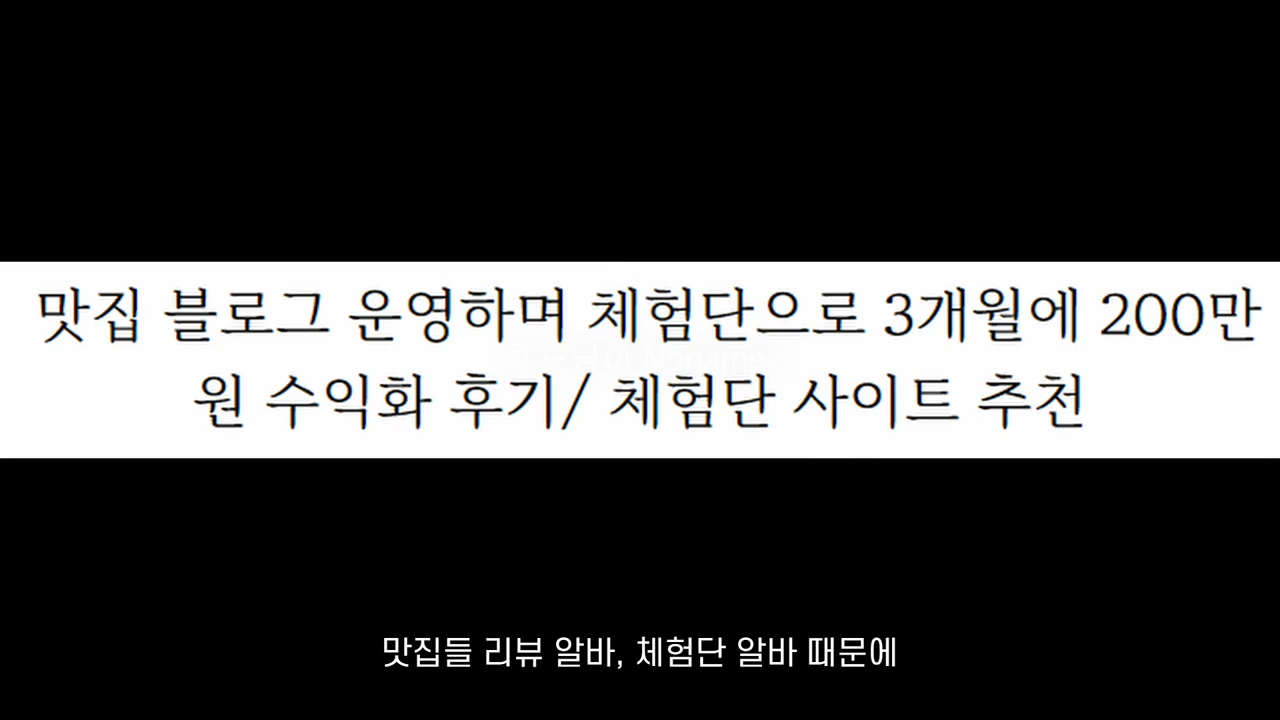 맛집 블로그 운영하며 체험단으로 3개월에 200만
원 수익화 후기/ 체험단 사이트 추천
맛집들 리뷰 알바, 체험단 알바 때문에